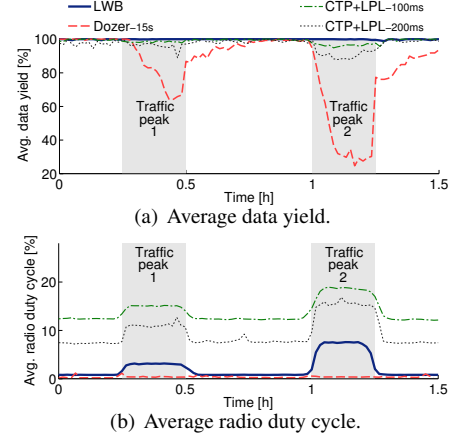 LWB
CTP+LPL−100ms
Dozer−15s
CTP+LPL−200ms
Avg. data yield [%]
100
80
60
40
20
Traffic
peak
1
Traffic
peak
2
0
0.5
1
1.5
Time [h]
(a) Average data yield.
Avg. radio duty cycle [%]
20
10
0
Traffic
peak
1
Traffic
peak
2
0
0.5
1
1.5
Time [h]
(b) Average radio duty cycle.